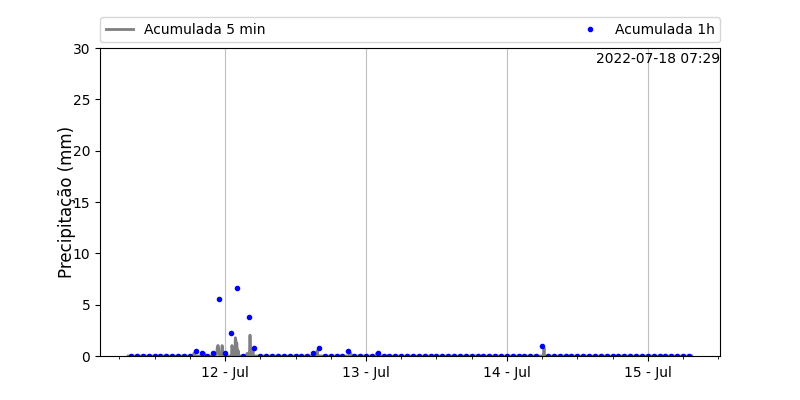 Acumulada 5 min
Acumulada 1h
2022-07-18 07:29
Precipitação (mm)
30
25
20
15
10
5
0
12 - Jul
13 - Jul
14 - Jul
15 - Jul